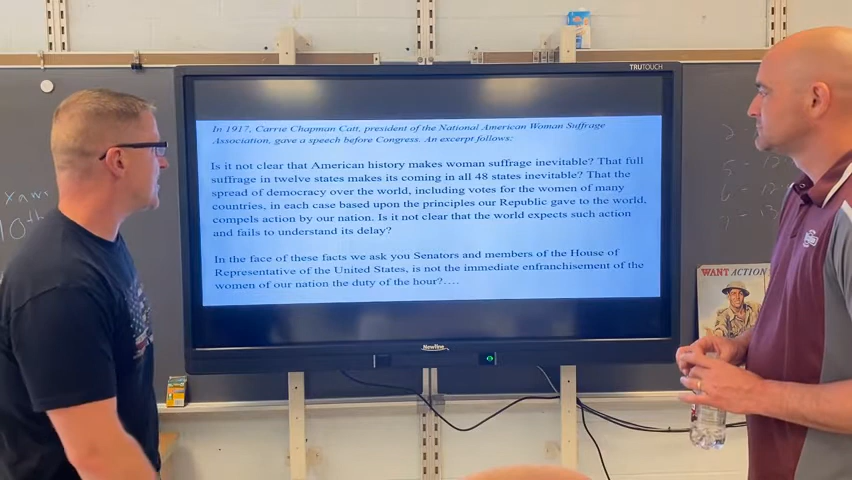 TRUTOUCH
In 1917, Carrie Chapman Catt, president of the National American Woman Suffrage
Association, gave a speech before Congress. An excerpt follows:
Is it not clear that American history makes woman suffrage inevitable? That full
suffrage in twelve states makes its coming in all 48 states inevitable? That the
spread of democracy over the world, including votes for the women of many
countries, in each case based upon the principles our Republic gave to the world,
compels action by our nation. Is it not clear that the world expects such action
and fails to understand its delay?
In the face of these facts we ask you Senators and members of the House of
Representative of the United States, is not the immediate enfranchisement of the
women of our nation the duty of the hour?....
Newline
WANT ACTION
10th